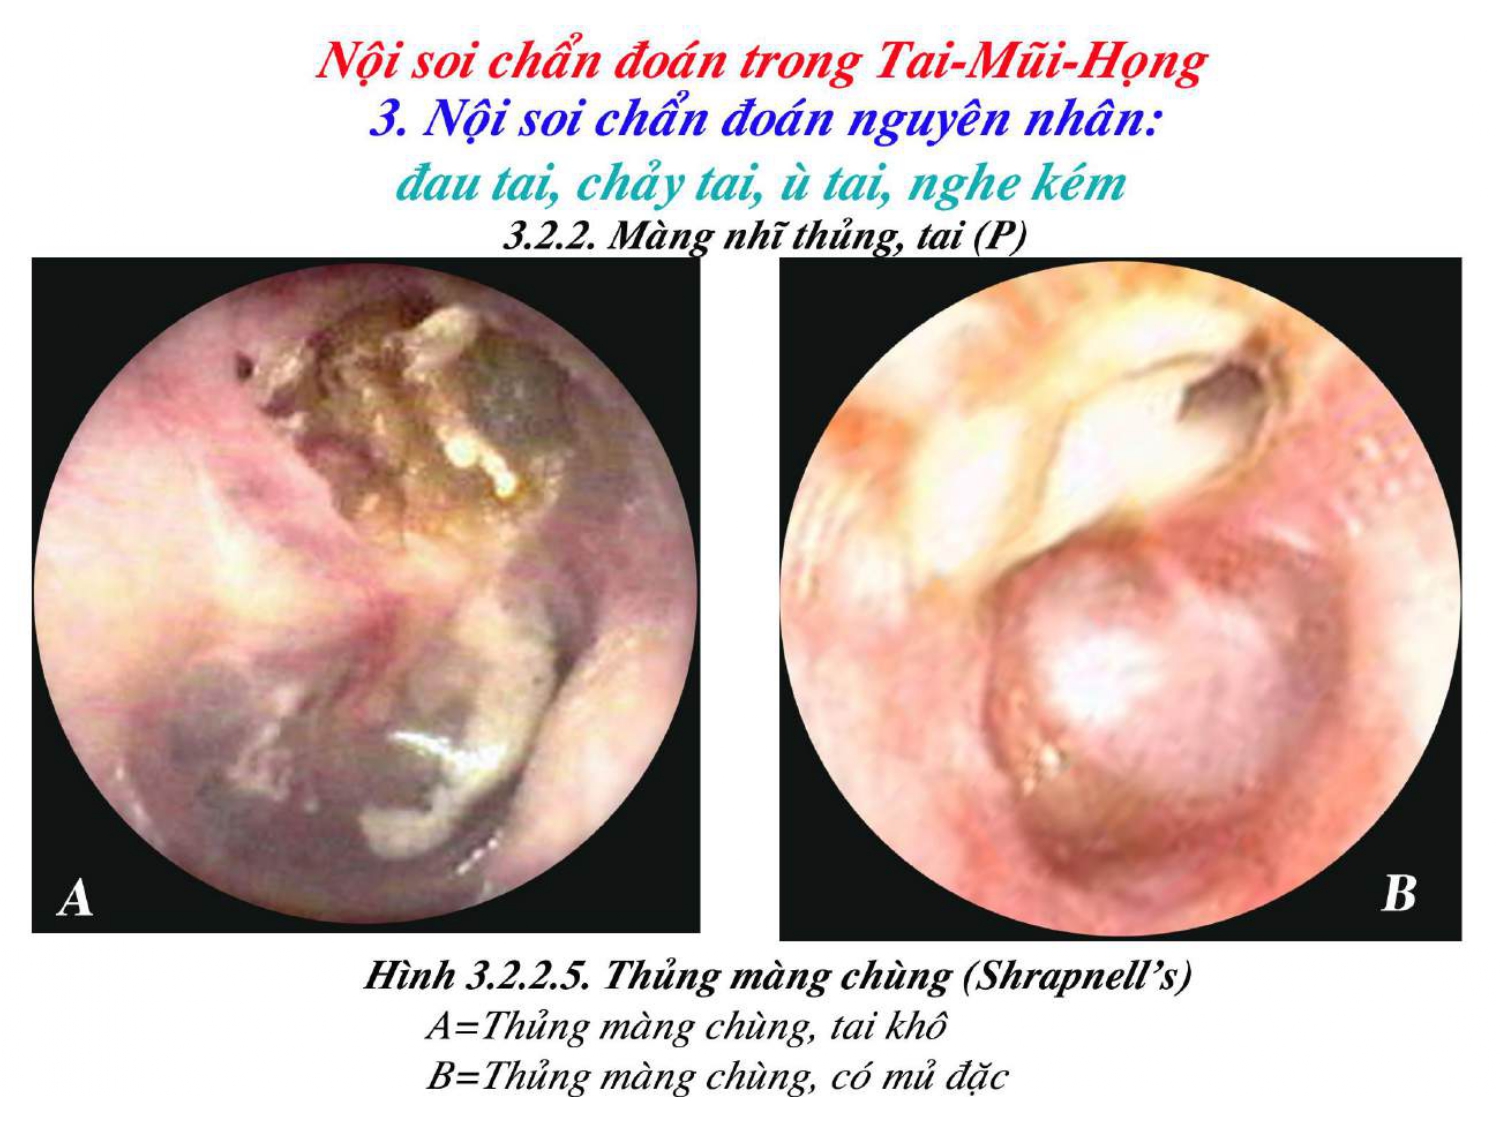 Nội soi chẩn đoán trong Tai-Mũi-Họng
3. Nội soi chẩn đoán nguyên nhân:
đau tai, chảy tai, ù tai, nghe kém
3.2.2. Màng nhĩ thủng, tai (P)
A
B
Hình 3.2.2.5. Thủng màng chùng (Shrapnell's)
A=Thủng màng chùng, tai khô
B=Thủng màng chùng, có mủ đặc